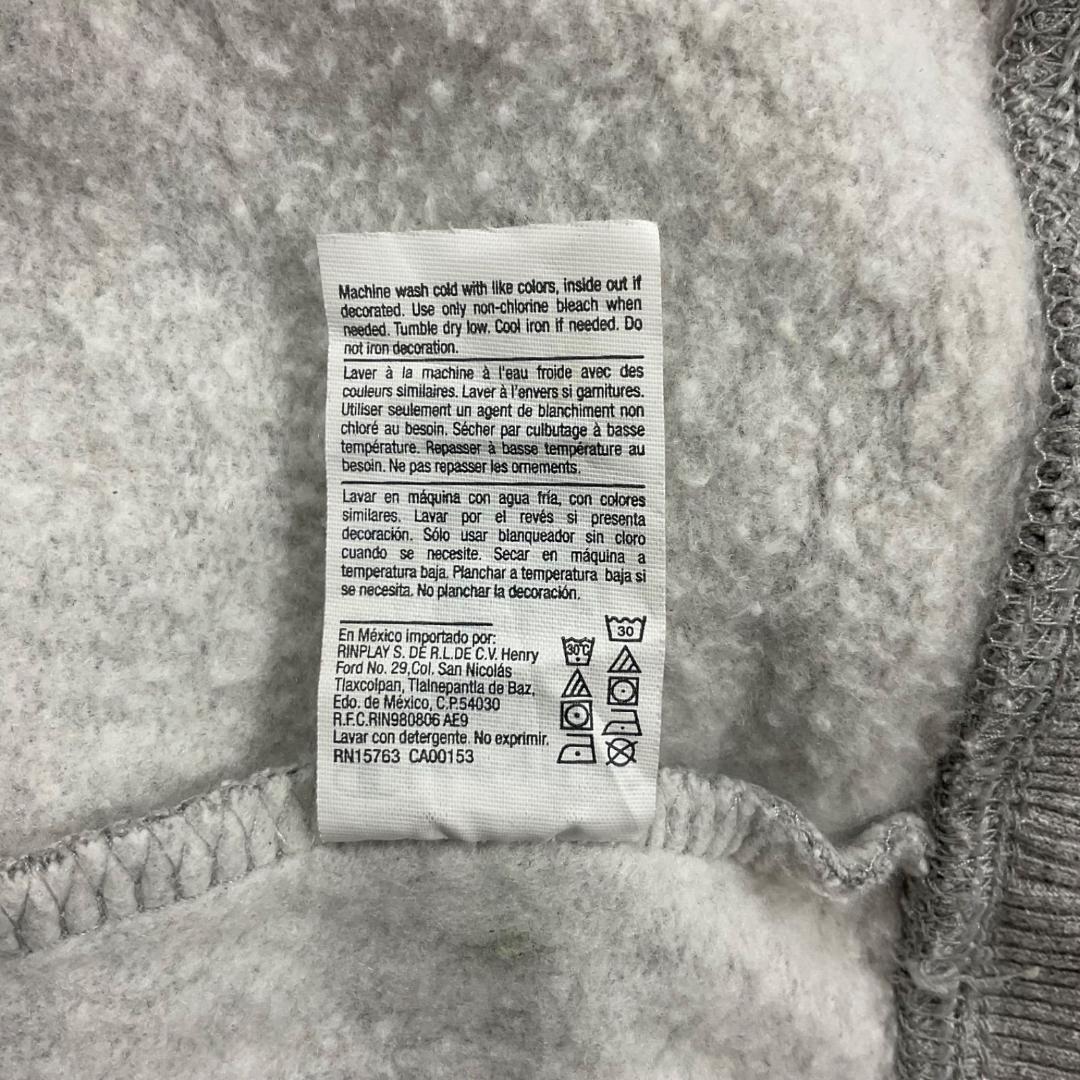 Machine wash cold with like colors, inside out if
decorated. Use only non-chlorine bleach when
needed. Tumble dry low. Cool iron if needed. Do
not iron decoration.
Laver à la machine à l'eau froide avec des
couleurs similaires. Laver à l'envers si garnitures.
Utiliser seulement un agent de blanchiment non
chloré au besoin. Sécher par culbutage à basse
température. Repasser à basse température au
besoin. Ne pas repasser les ornements.
Lavar en máquina con agua fría, con colores
similares. Lavar por el revés si presenta
decoración. Sólo usar blanqueador sin cloro
cuando se necesite. Secar en máquina a
temperatura baja. Planchar a temperatura baja si
se necesita. No planchar la decoración.
En México importado por:
RINPLAY S. DE R.L.DE C.V. Henry
Ford No. 29,Col. San Nicolás
Tlaxcolpan, Tlalnepantla de Baz,
Edo. de México, C.P.54030
R.F.C.RIN980806 AE9
Lavar con detergente. No exprimir.
RN15763 CA00153
30°C
30